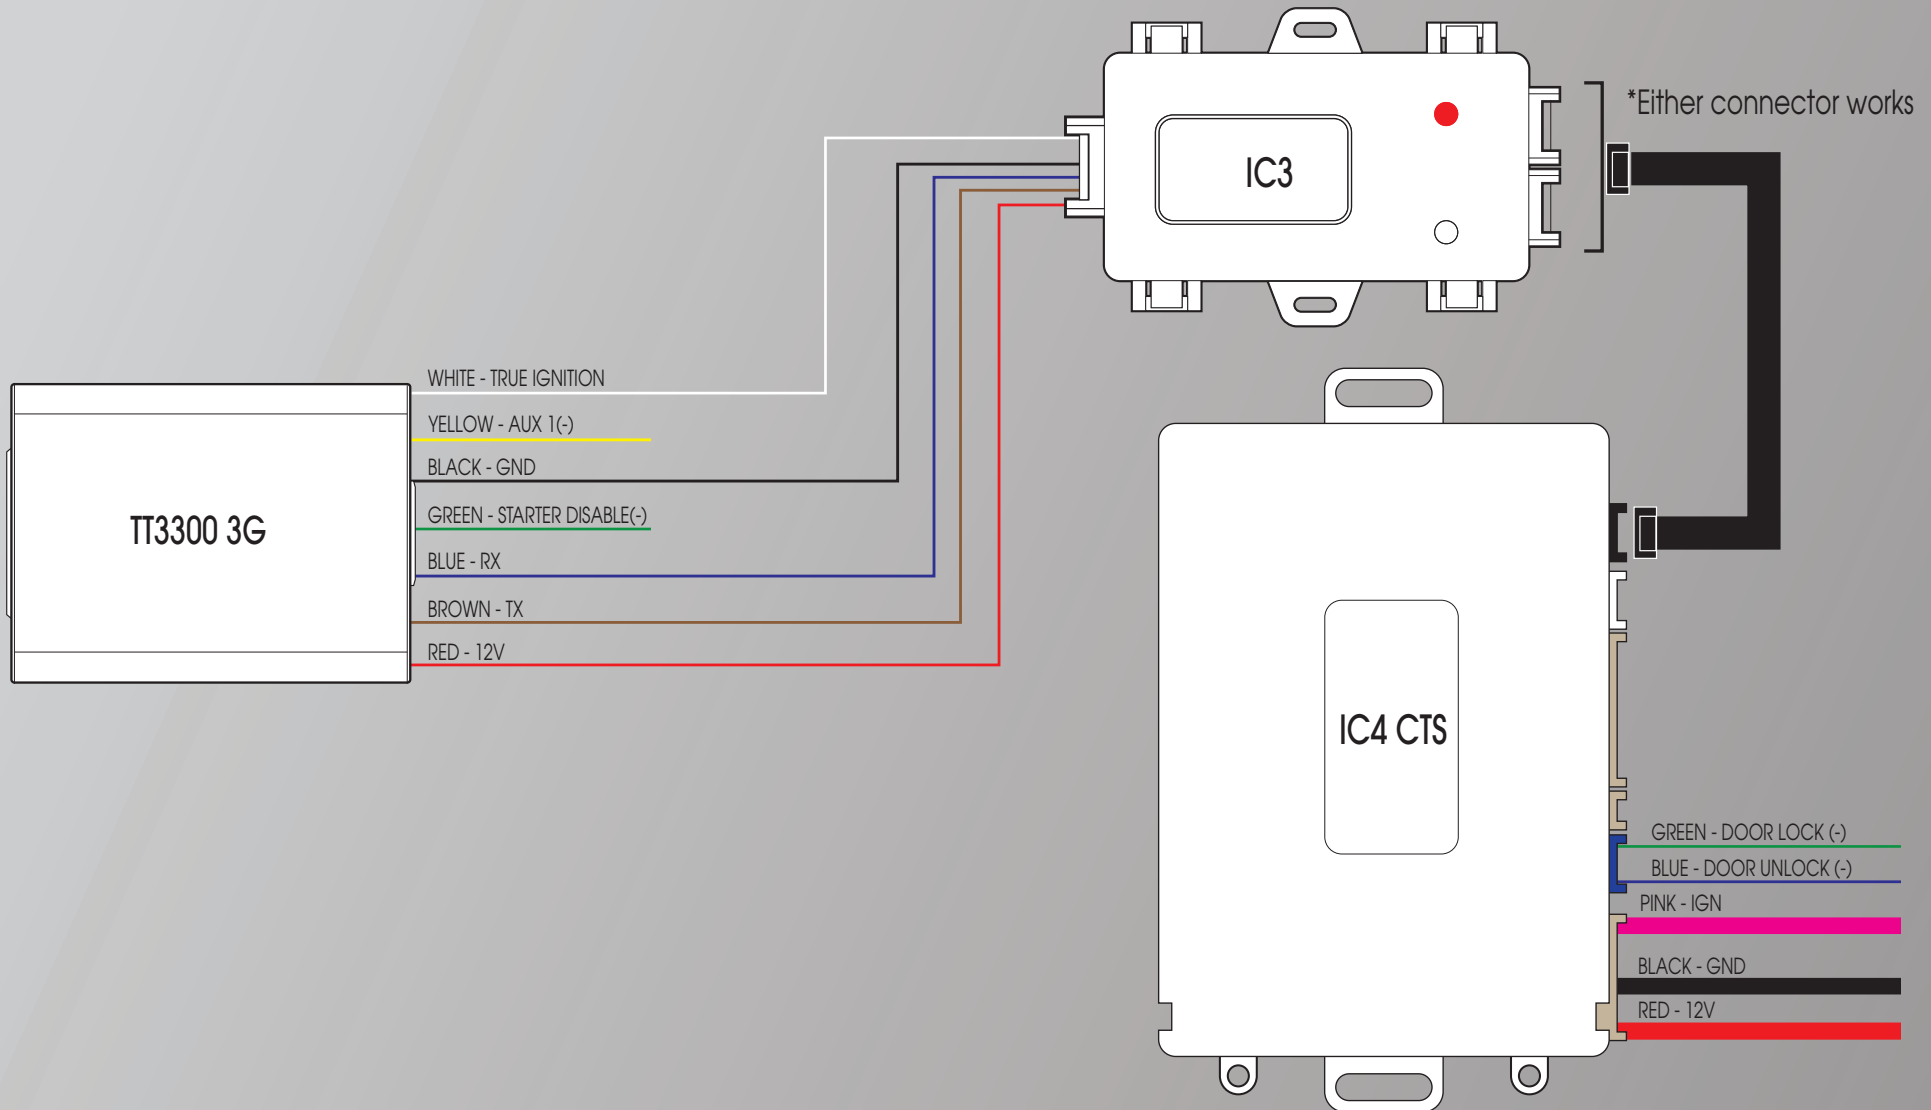 *Either connector works
IC3
WHITE - TRUE IGNITION
YELLOW - AUX 1(-)
BLACK - GND
GREEN - STARTER DISABLE(-)
BLUE - RX
BROWN - TX
RED - 12V
TT3300 3G
IC4 CTS
GREEN - DOOR LOCK (-)
BLUE - DOOR UNLOCK (-)
PINK - IGN
BLACK - GND
RED - 12V